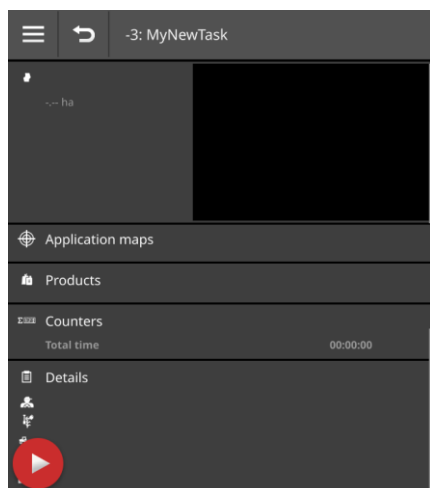 -3: MyNewTask
-.-- ha
Application maps
Products
Counters
Total time 00:00:00
Details